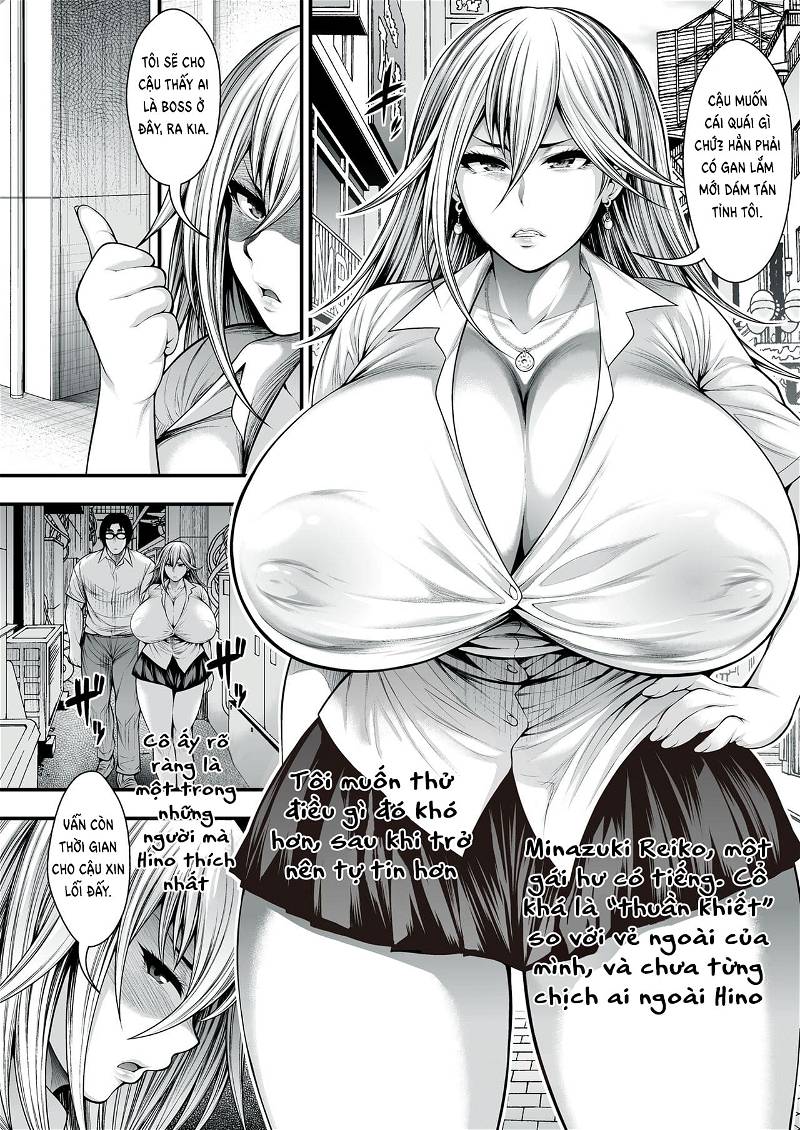 CẬU MUỐN
CÁI QUÁI GÌ
CHỨ? HẲN PHẢI
CÓ GAN LẮM
MỚI DÁM TÁN
TỈNH TÔI.
TÔI SẼ CHO
CẬU THẤY AI
LÀ BOSS Ở
ĐÂY, RA KIA.
Minazuki Reiko, một
gái hư có tiếng. Cổ
khá là "thuần khiết"
so với vẻ ngoài của
mình, và chưa từng
chịch ai ngoài Hino
Tôi muốn thử
điều gì đó khó
hơn, sau khi trở
nên tự tin hơn
Cô ấy rõ
ràng là
một trong
những
người mà
Hino thích
nhất
VẪN CÒN
THỜI GIAN
CHO CẬU XIN
LỖI ĐẤY.